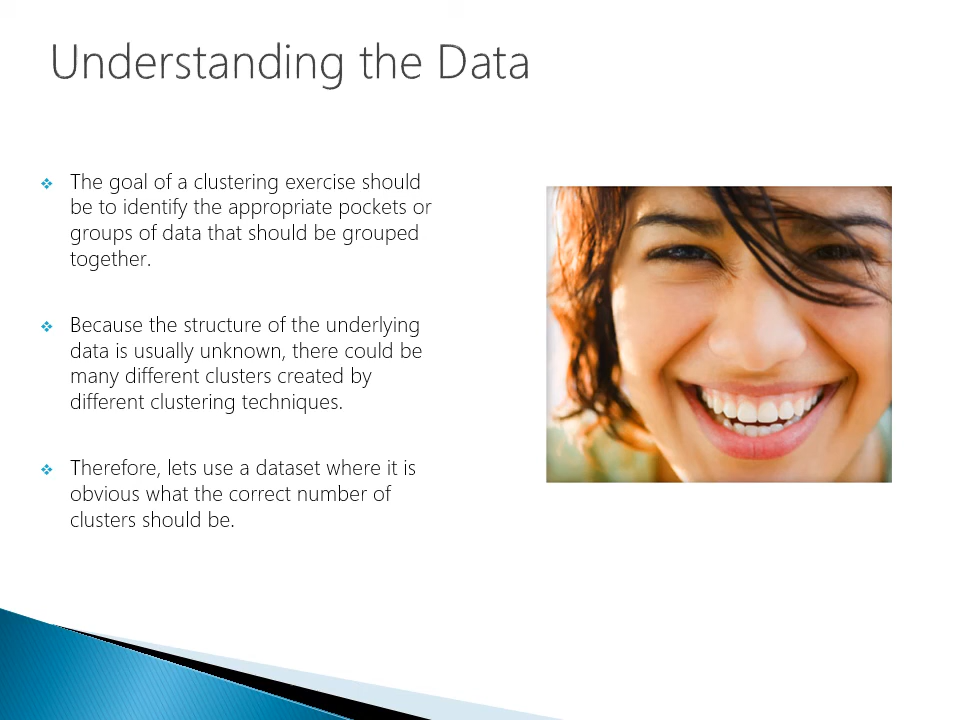 Understanding the Data
The goal of a clustering exercise should
be to identify the appropriate pockets or
groups of data that should be grouped
together.
Because the structure of the underlying
data is usually unknown, there could be
many different clusters created by
different clustering techniques.
Therefore, lets use a dataset where it is
obvious what the correct number of
clusters should be.